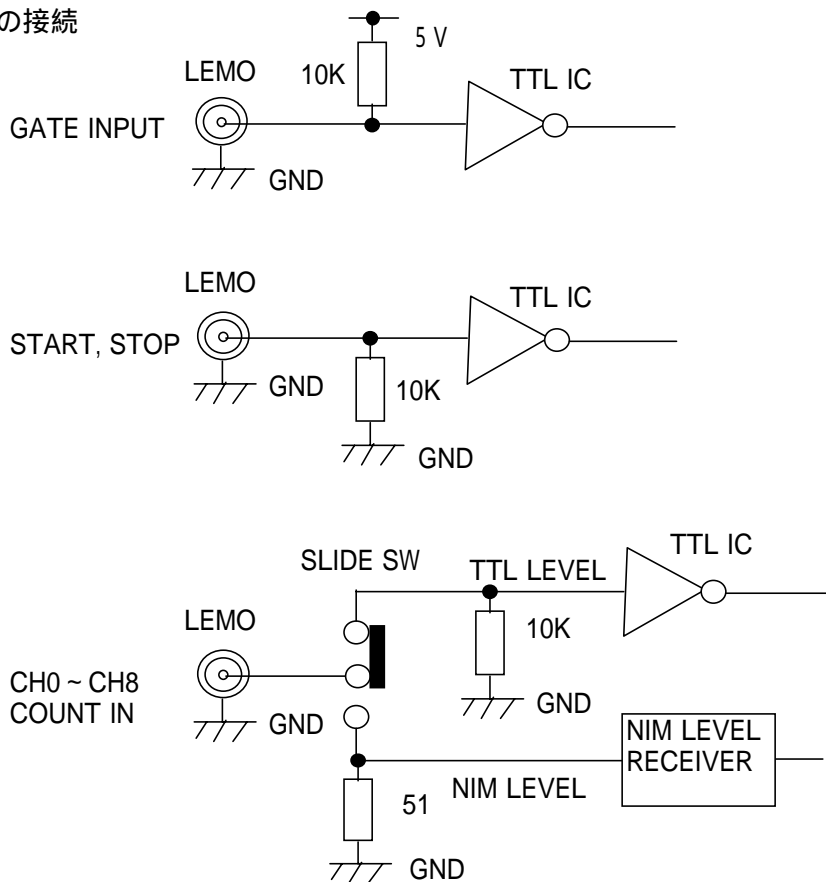 の接続
5 V
LEMO
10K
TTL IC
GATE INPUT
GND
LEMO
TTL IC
START, STOP
GND
10K
GND
SLIDE SW
TTL LEVEL
TTL IC
LEMO
10K
CH0 ~ CH8
COUNT IN
GND
GND
NIM LEVEL
RECEIVER
NIM LEVEL
51
GND